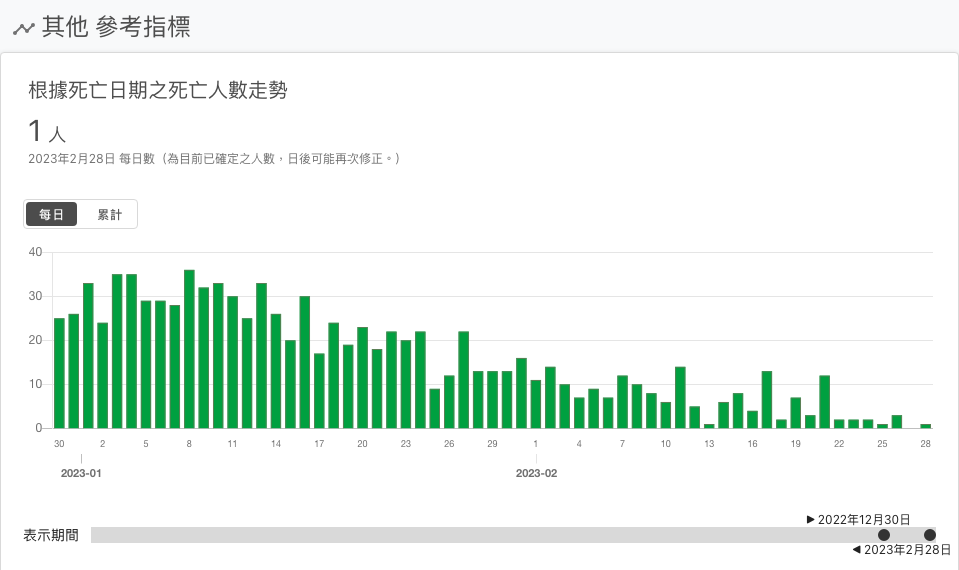 其他 參考指標
根據死亡日期之死亡人數走勢
1 人
2023年2月28日 每日數（為目前已確定之人數，日後可能再次修正。）
每日 累計
40
30
20
10
0
30 2 5 8 11 14 17 20 23 26 29 1 4 7 10 13 16 19 22 25 28
2023-01 2023-02
▶ 2022年12月30日
表示期間
◀ 2023年2月28日